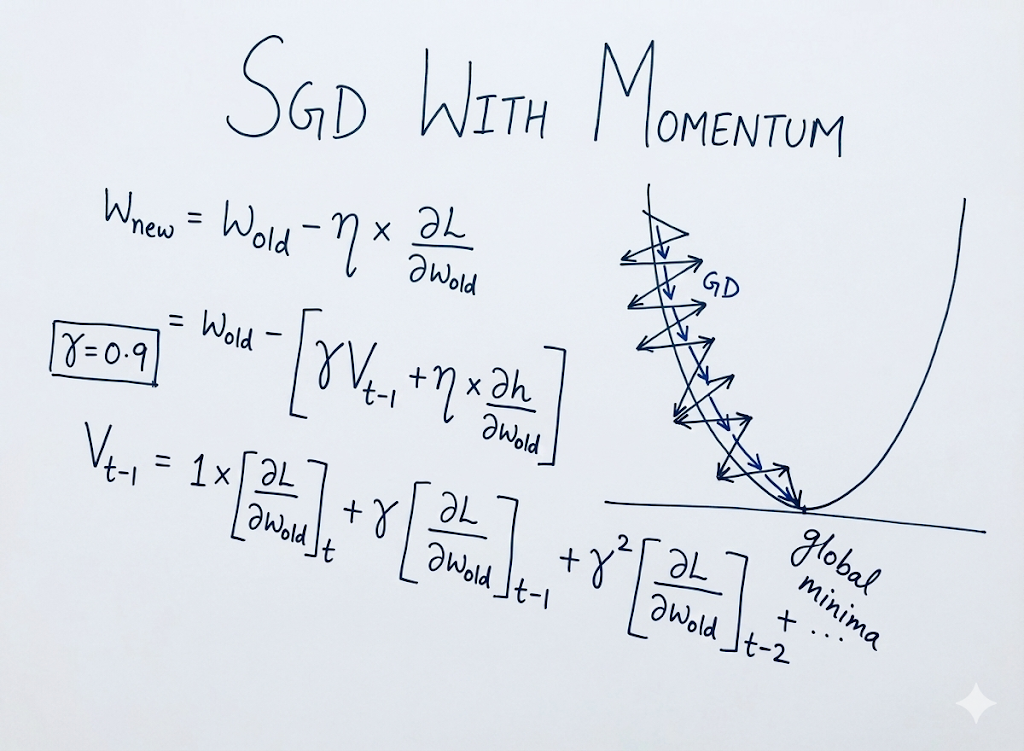 SGD WITH MOMENTUM
Wnew = Wold - η × ∂L/∂wold
γ = 0.9
= Wold - [γVt-1 + η × ∂h/∂wold]
Vt-1 = 1 × [∂L/∂wold]t + γ [∂L/∂wold]t-1 + γ² [∂L/∂wold]t-2 + ...
GD
global
minima